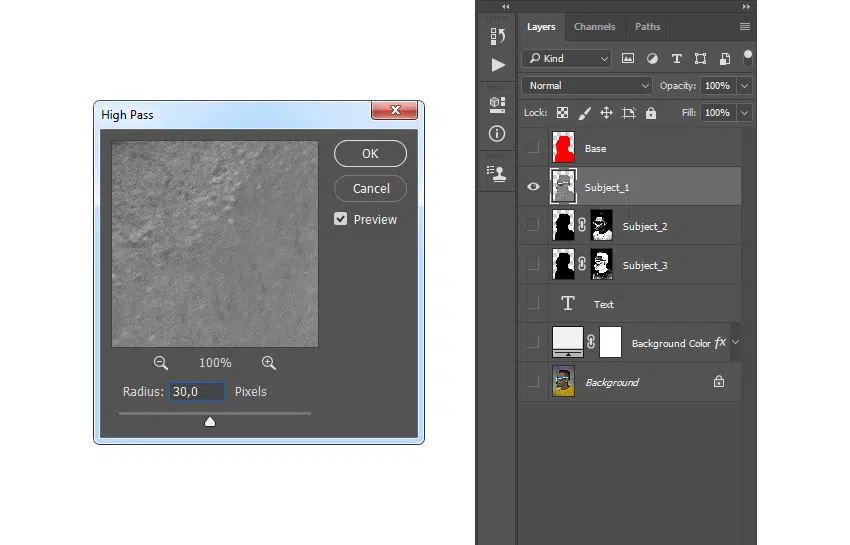 High Pass
OK
Cancel
Preview
100%
Radius: 30,0 Pixels
Layers Channels Paths
Kind
Normal Opacity: 100%
Lock: Fill: 100%
Base
Subject_1
Subject_2
Subject_3
T Text
Background Color fx
Background